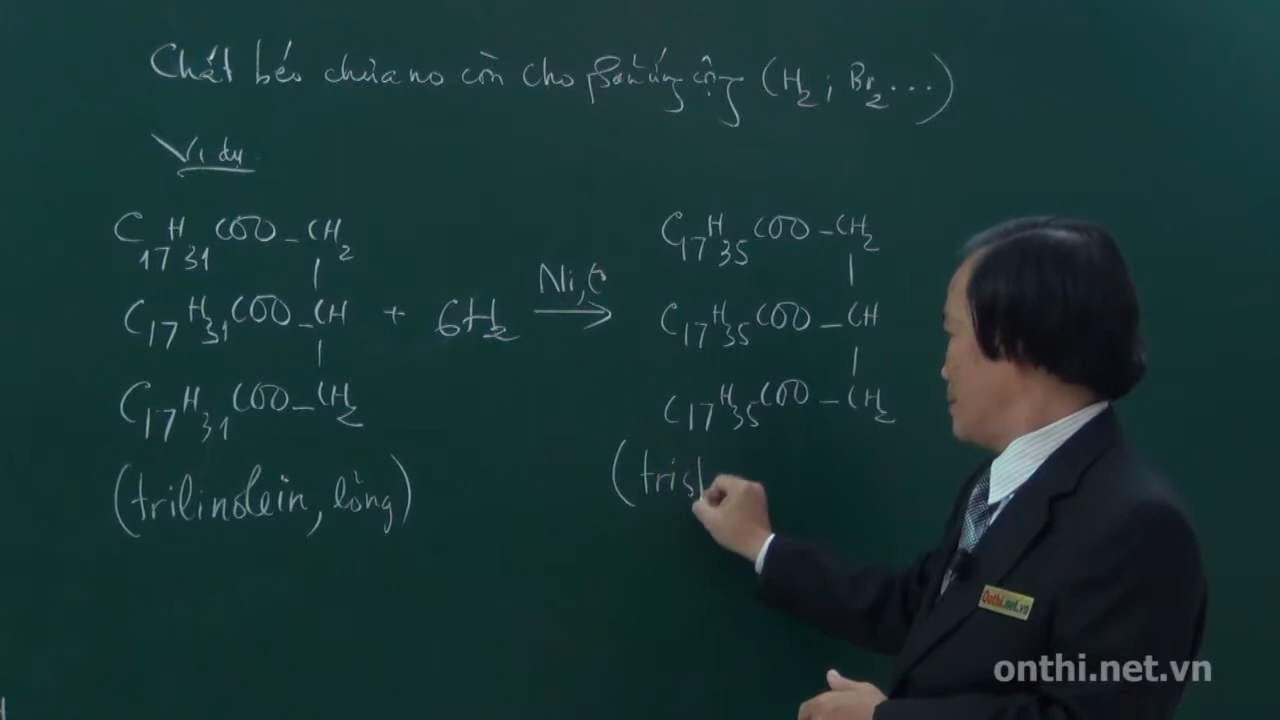 Chất béo chưa no còn cho phản ứng cộng (H2; Br2...)
Ví dụ
C17H31COO-CH2
C17H31COO-CH + 6H2 Ni,t° → C17H35COO-CH
C17H31COO-CH2
C17H35COO-CH2
C17H35COO-CH2
(trilinolein, lỏng)
(trist
Onthi.net.vn
onthi.net.vn